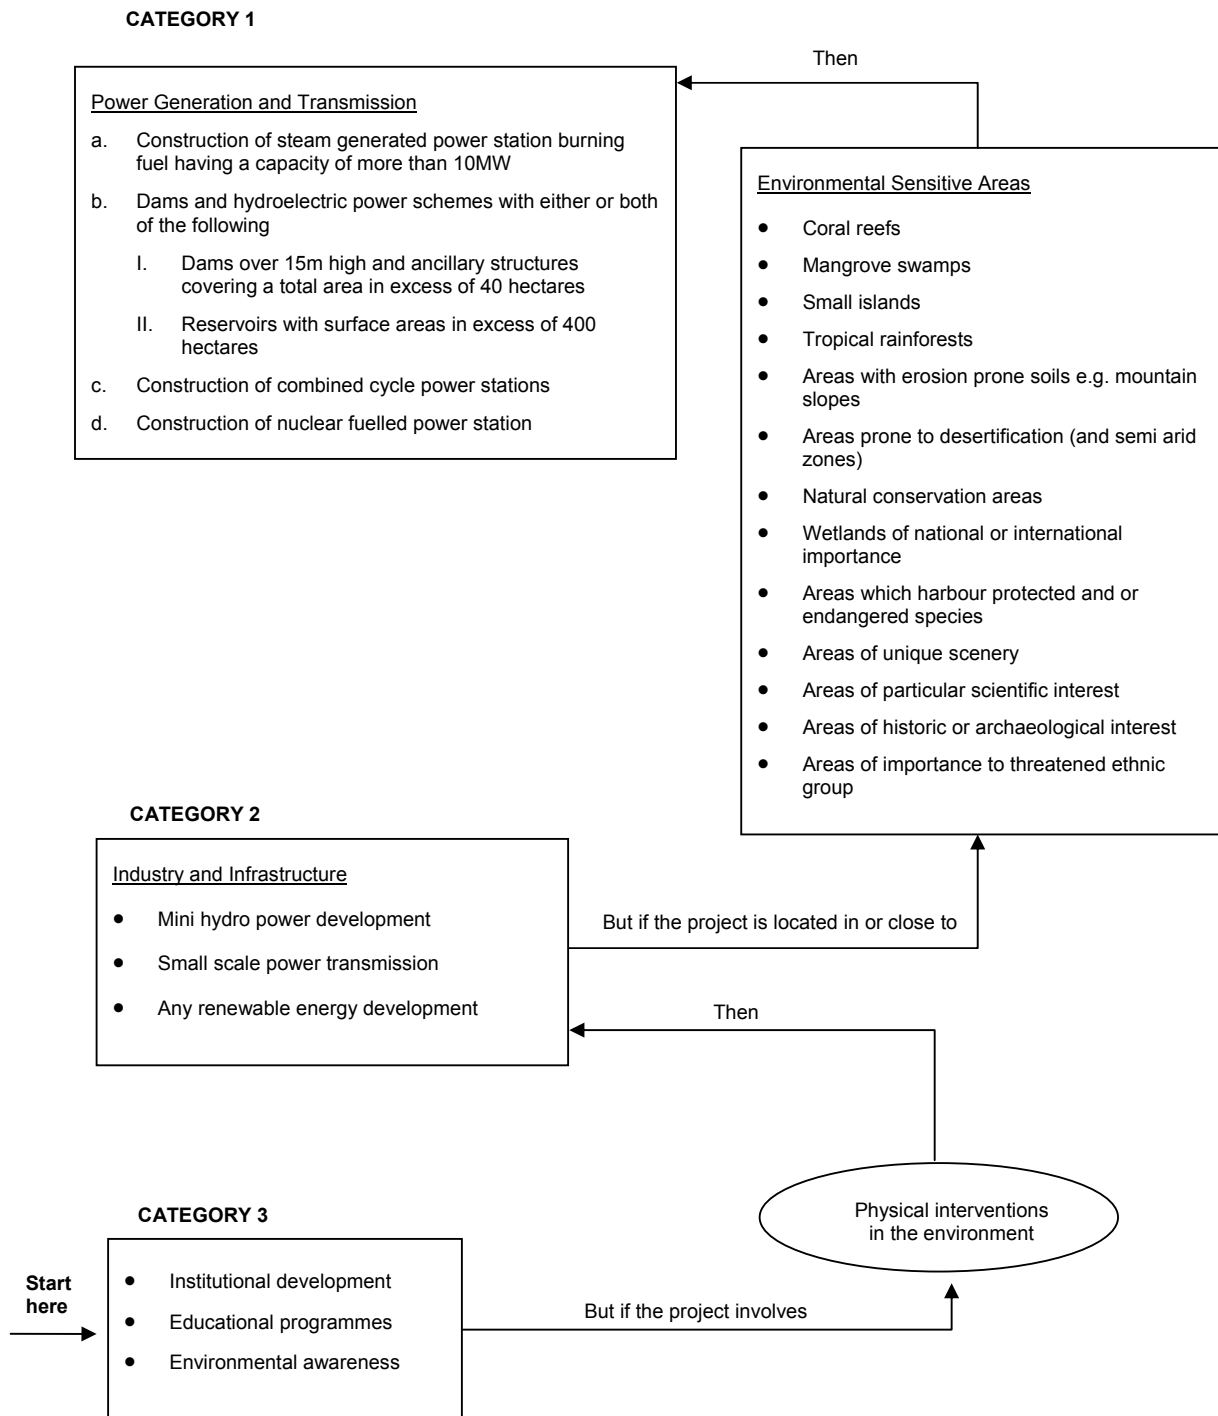 CATEGORY 1
Then
Power Generation and Transmission
a. Construction of steam generated power station burning
fuel having a capacity of more than 10MW
b. Dams and hydroelectric power schemes with either or both
of the following
I. Dams over 15m high and ancillary structures
covering a total area in excess of 40 hectares
II. Reservoirs with surface areas in excess of 400
hectares
c. Construction of combined cycle power stations
d. Construction of nuclear fuelled power station
Environmental Sensitive Areas
• Coral reefs
• Mangrove swamps
• Small islands
• Tropical rainforests
• Areas with erosion prone soils e.g. mountain
slopes
• Areas prone to desertification (and semi arid
zones)
• Natural conservation areas
• Wetlands of national or international
importance
• Areas which harbour protected and or
endangered species
• Areas of unique scenery
• Areas of particular scientific interest
• Areas of historic or archaeological interest
• Areas of importance to threatened ethnic
group
CATEGORY 2
Industry and Infrastructure
• Mini hydro power development
• Small scale power transmission
• Any renewable energy development
But if the project is located in or close to
Then
Physical interventions
in the environment
CATEGORY 3
Start
here
• Institutional development
• Educational programmes
• Environmental awareness
But if the project involves